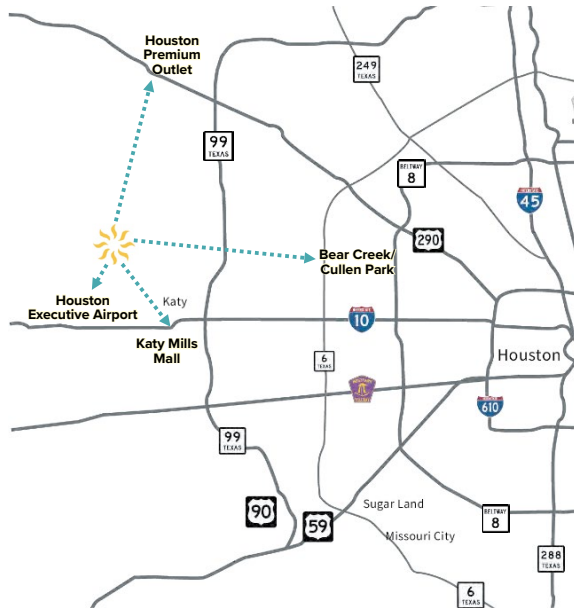 Houston
Premium
Outlet
249
TEXAS
99
TEXAS
BELTWAY
8
INTERSTATE
45
290
Bear Creek/
Cullen Park
Houston
Executive Airport
Katy
Katy Mills
Mall
INTERSTATE
10
Houston
6
TEXAS
610
99
TEXAS
90
59
Sugar Land
Missouri City
BELTWAY
8
288
TEXAS
6
TEXAS